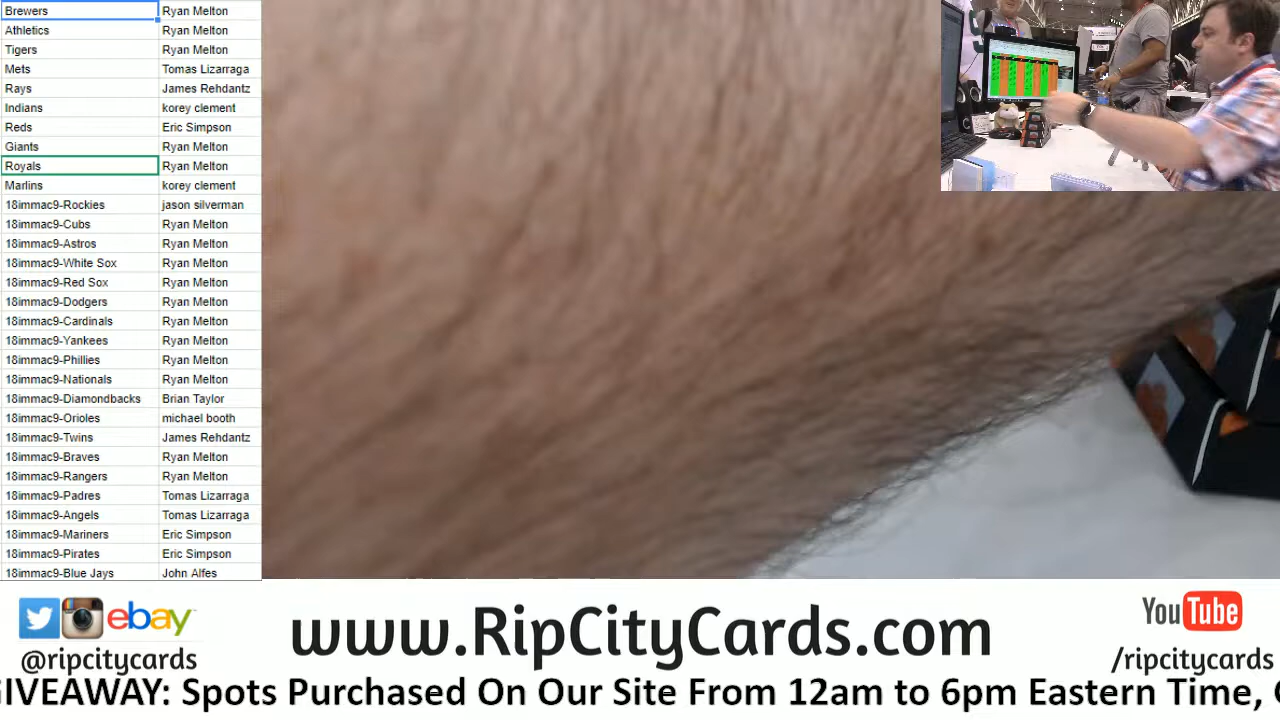 Brewers Ryan Melton
Athletics Ryan Melton
Tigers Ryan Melton
Mets Tomas Lizarraga
Rays James Rehdantz
Indians korey clement
Reds Eric Simpson
Giants Ryan Melton
Royals Ryan Melton
Marlins korey clement
18immac9-Rockies jason silverman
18immac9-Cubs Ryan Melton
18immac9-Astros Ryan Melton
18immac9-White Sox Ryan Melton
18immac9-Red Sox Ryan Melton
18immac9-Dodgers Ryan Melton
18immac9-Cardinals Ryan Melton
18immac9-Yankees Ryan Melton
18immac9-Phillies Ryan Melton
18immac9-Nationals Ryan Melton
18immac9-Diamondbacks Brian Taylor
18immac9-Orioles michael booth
18immac9-Twins James Rehdantz
18immac9-Braves Ryan Melton
18immac9-Rangers Ryan Melton
18immac9-Padres Tomas Lizarraga
18immac9-Angels Tomas Lizarraga
18immac9-Mariners Eric Simpson
18immac9-Pirates Eric Simpson
18immac9-Blue Jays John Alfes
ebay
@ripcitycards
www.RipCityCards.com
YouTube
/ripcitycards
GIVEAWAY: Spots Purchased On Our Site From 12am to 6pm Eastern Time,